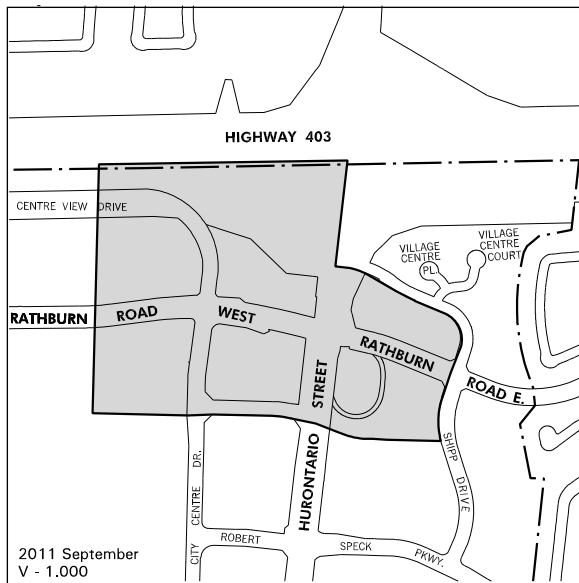 HIGHWAY 403
CENTRE VIEW DRIVE
VILLAGE
CENTRE
PL.
VILLAGE
CENTRE
COURT
RATHBURN ROAD WEST
RATHBURN ROAD E.
HURONTARIO STREET
SHIPP DRIVE
CITY CENTRE DR.
ROBERT SPECK PKWY.
2011 September
V - 1.000